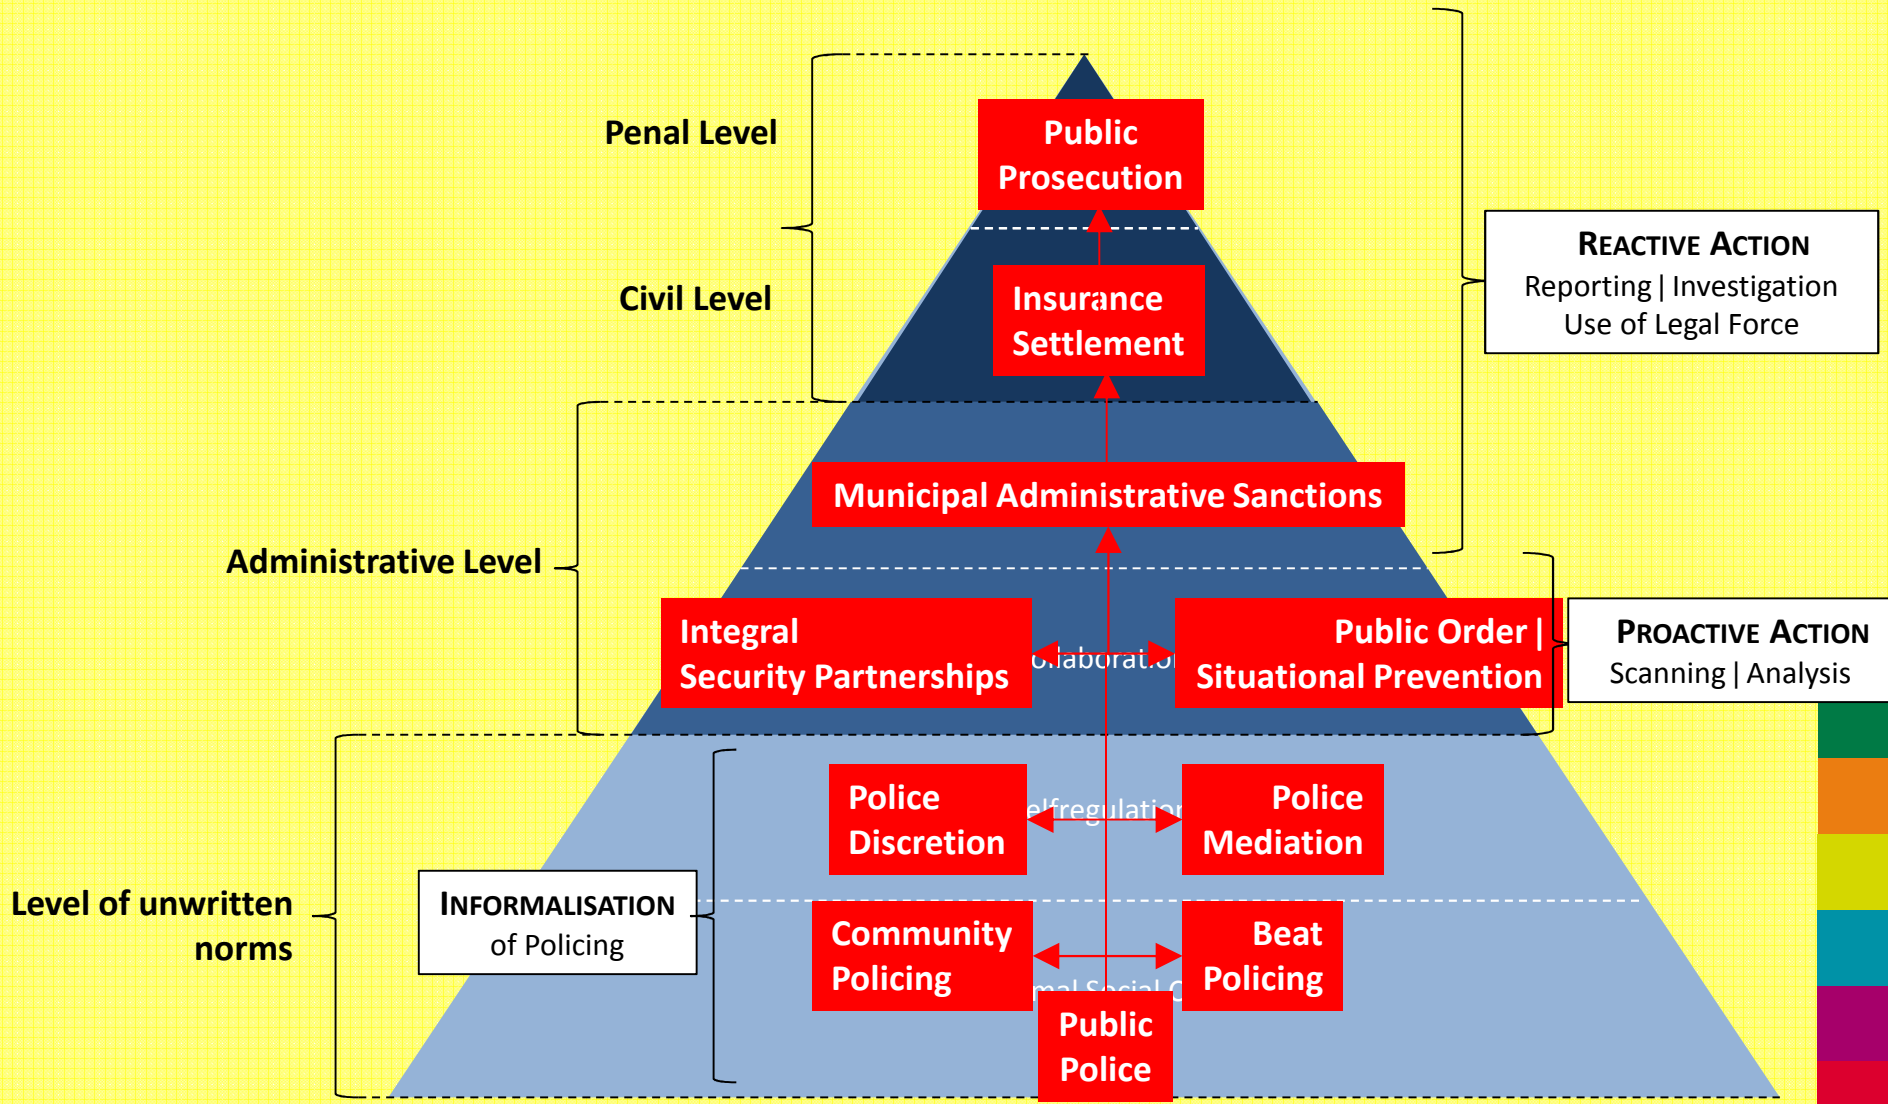 Penal Level
Public
Prosecution
REACTIVE ACTION
Reporting | Investigation
Use of Legal Force
Civil Level
Insurance
Settlement
Municipal Administrative Sanctions
Administrative Level
Integral
Security Partnerships
Public Order |
Situational Prevention
PROACTIVE ACTION
Scanning | Analysis
Police
Discretion
Police
Mediation
Level of unwritten
norms
INFORMALISATION
of Policing
Community
Policing
Beat
Policing
Social
Public
Police